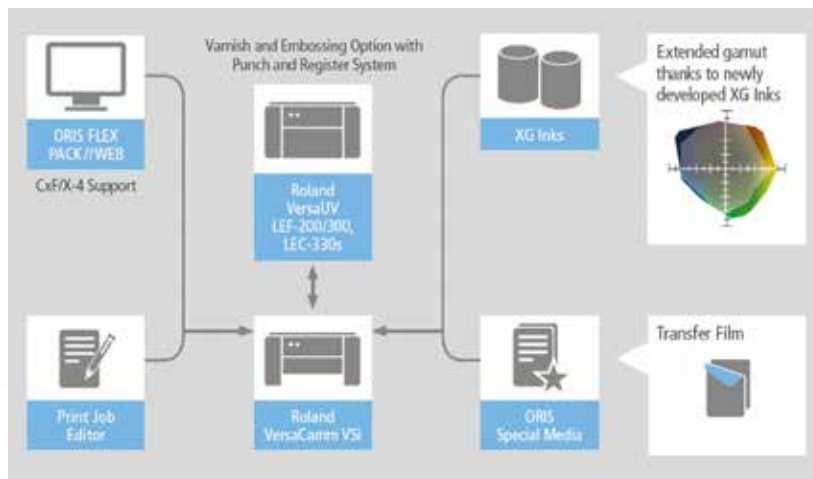 ORIS FLEX
PACK//WEB
CxF/X-4 Support
Varnish and Embossing Option with
Punch and Register System
Roland
VersaUV
LEF-200/300,
LEC-330s
XG Inks
Extended gamut
thanks to newly
developed XG Inks
Print Job
Editor
Roland
VersaCamm VSi
ORIS
Special Media
Transfer Film